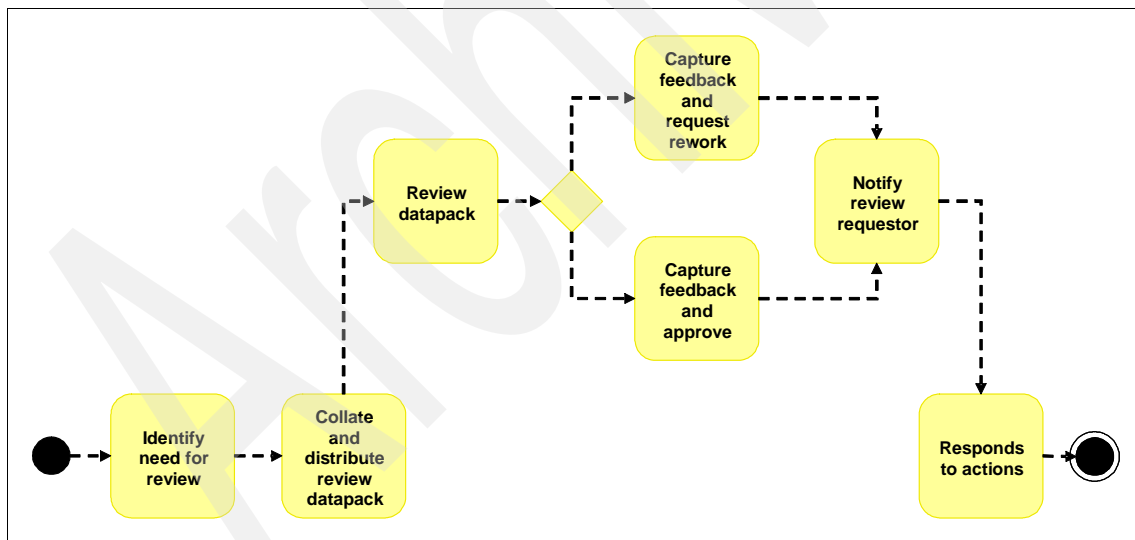 Capture
feedback
and
request
rework
Review
datapack
Notify
review
requestor
Capture
feedback
and
approve
Identify
need for
review
Collate
and
distribute
review
datapack
Responds
to actions